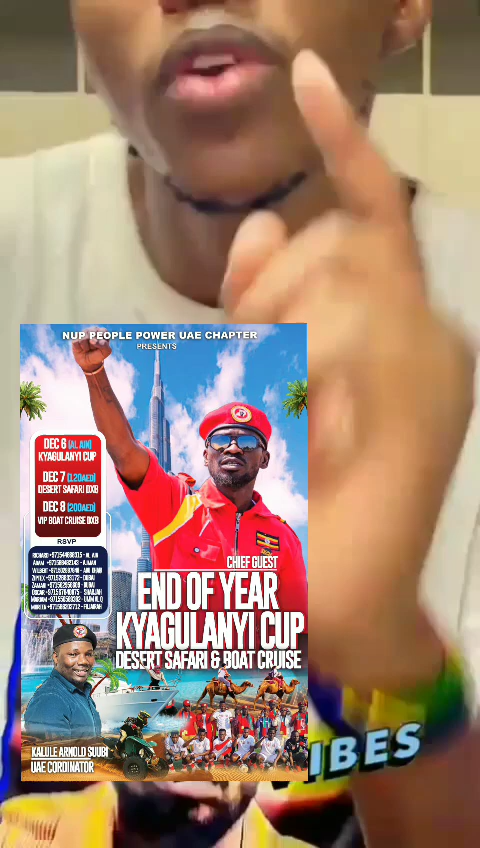 NUP PEOPLE POWER UAE CHAPTER
PRESENTS
DEC 6 (AL AIN)
KYAGULANYI CUP
DEC 7 (120AED)
DESERT SAFARI DXB
DEC 8 (200AED)
VIP BOAT CRUISE DXB
RSVP
CHIEF GUEST
END OF YEAR
KYAGULANYI CUP
DESERT SAFARI & BOAT CRUISE
KALULE ARNOLD SUUBI
UAE CORDINATOR
IBES